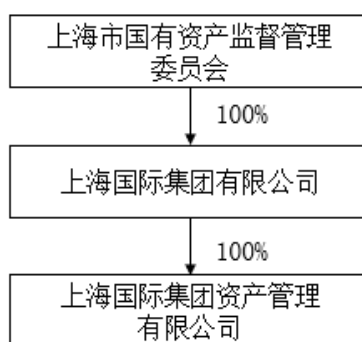 上海市国有资产监督管理
委员会
100%
上海国际集团有限公司
100%
上海国际集团资产管理
有限公司